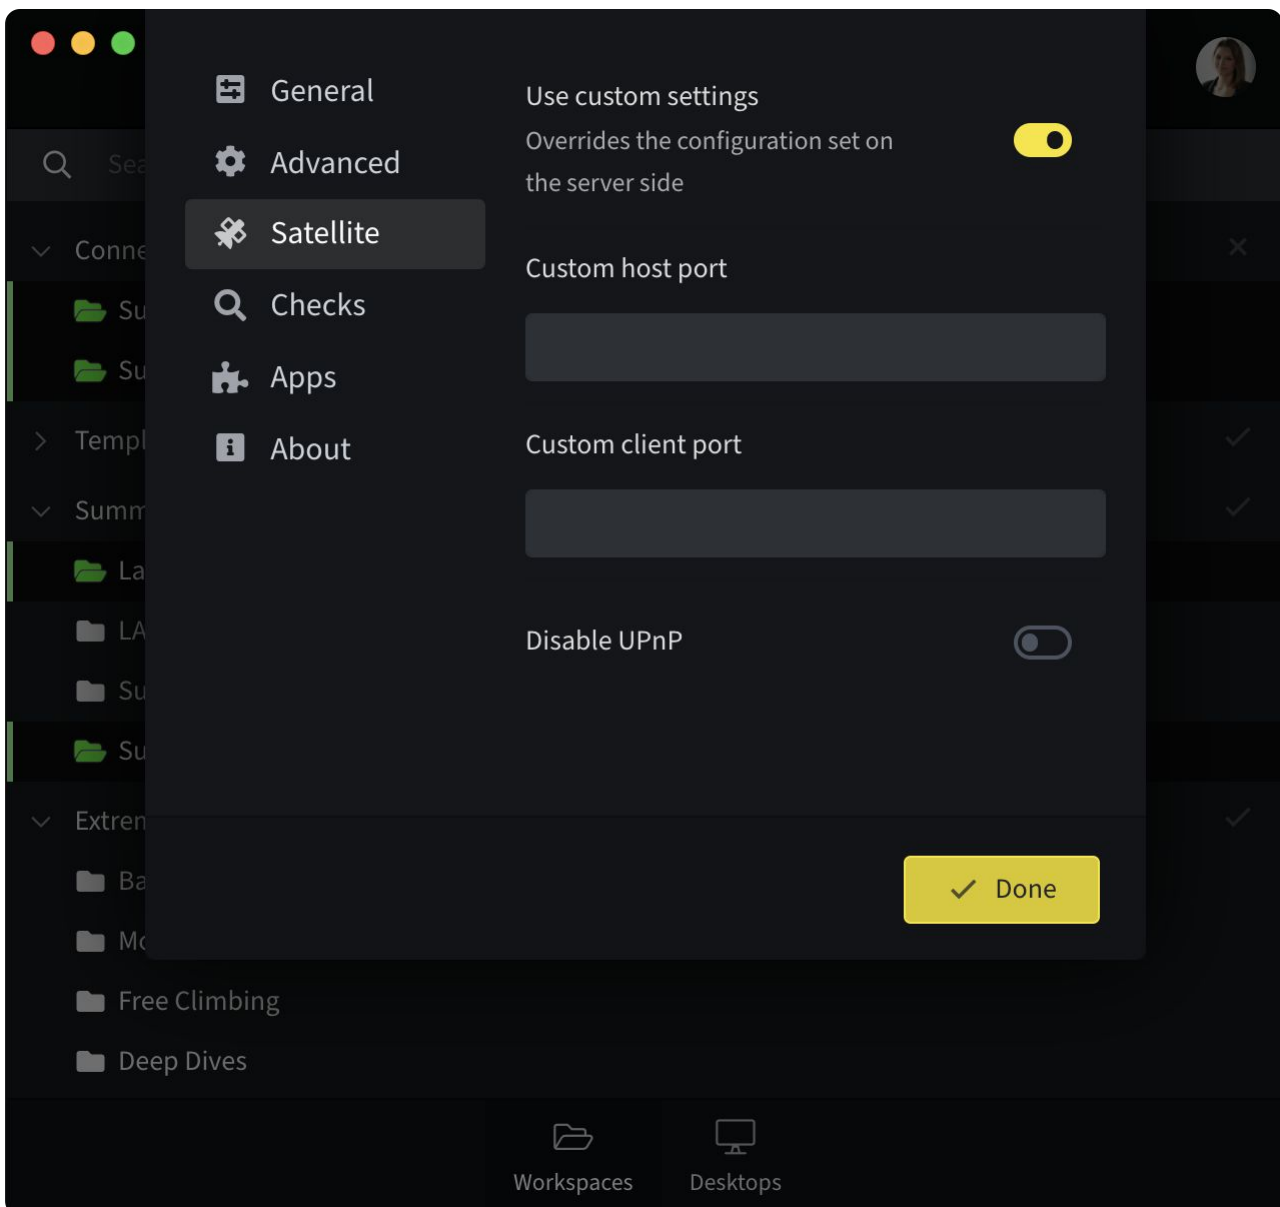 General
Advanced
Satellite
Checks
Apps
About
Use custom settings
Overrides the configuration set on
the server side
Custom host port
Custom client port
Disable UPnP
Done
Free Climbing
Deep Dives
Workspaces
Desktops